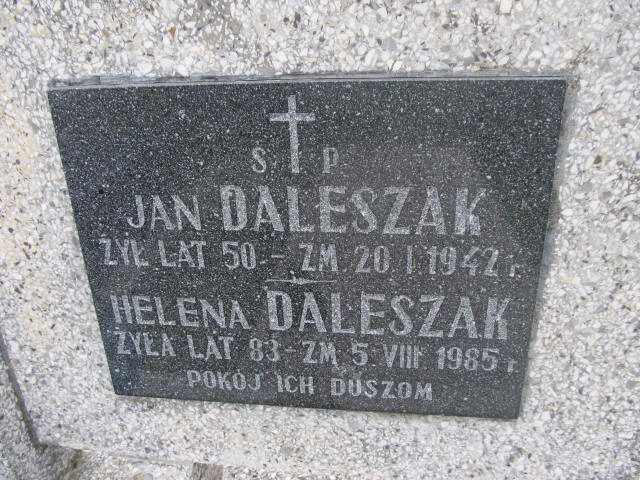 Ś P
JAN DALESZAK
ŻYŁ LAT 50 - ZM 20 I 1942 r.
HELENA DALESZAK
ŻYŁA LAT 83 - ZM 5 VIII 1985 r.
POKÓJ ICH DUSZOM